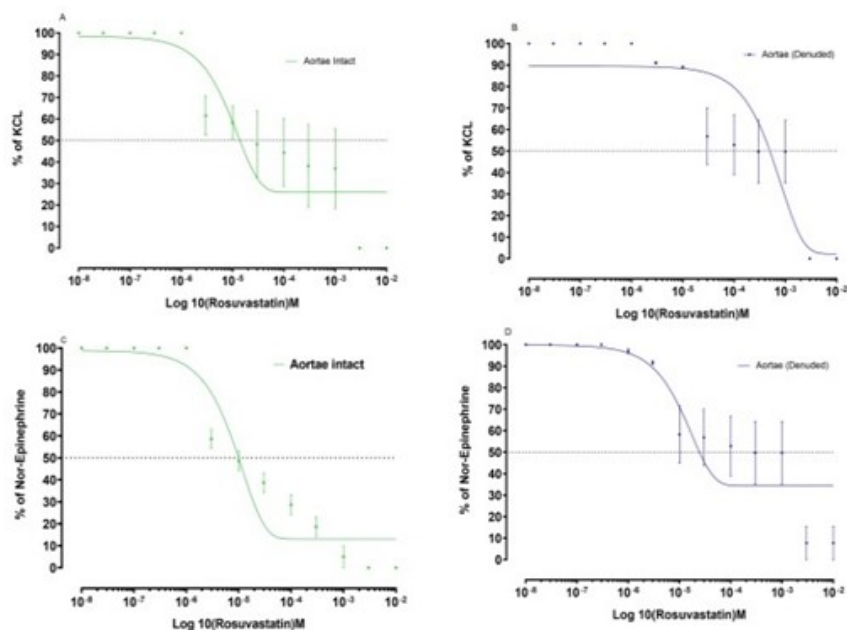 A
Aortae Intact
% of KCL
100
90
80
70
60
50
40
30
20
10
0
10-8 10-7 10-6 10-5 10-4 10-3 10-2
Log 10(Rosuvastatin)M
B
Aortae (Denuded)
% of KCL
100
90
80
70
60
50
40
30
20
10
0
10-8 10-7 10-6 10-5 10-4 10-3 10-2
Log 10(Rosuvastatin)M
C
Aortae intact
% of Nor-Epinephrine
100
90
80
70
60
50
40
30
20
10
0
10-8 10-7 10-6 10-5 10-4 10-3 10-2
Log 10(Rosuvastatin)M
D
Aortae (Denuded)
% of Nor-Epinephrine
100
90
80
70
60
50
40
30
20
10
0
10-8 10-7 10-6 10-5 10-4 10-3 10-2
Log 10(Rosuvastatin)M